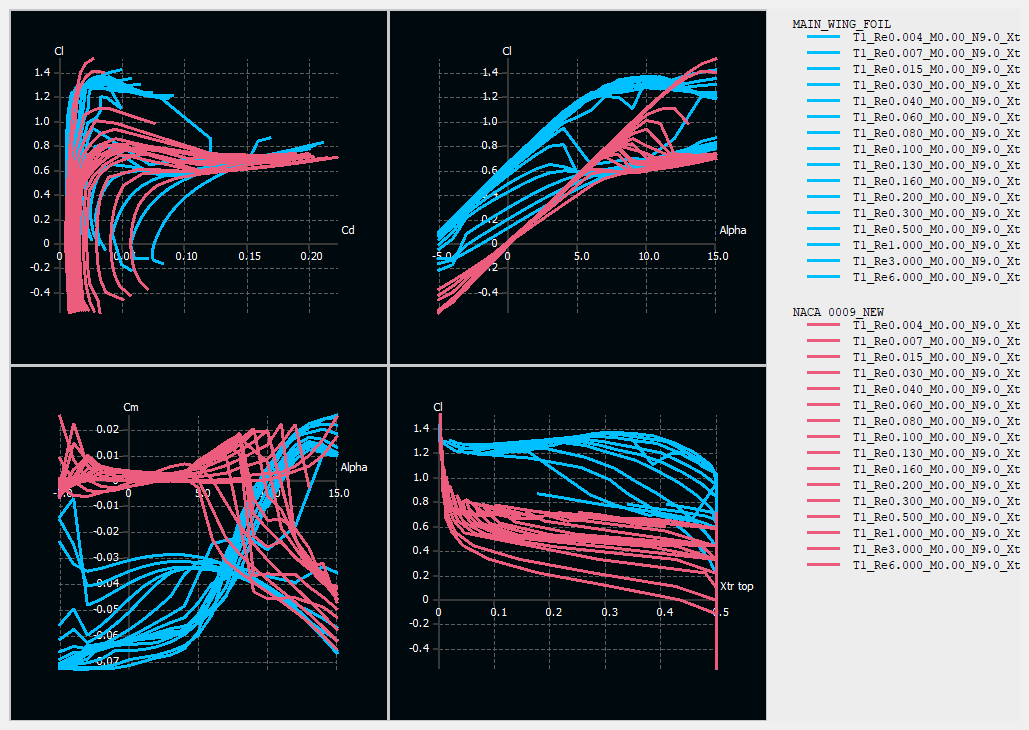 Cl
1.4
1.2
1.0
0.8
0.6
0.4
0.2
0
-0.2
-0.4
0
0.10
0.15
0.20
Cd
Cl
1.4
1.2
1.0
0.8
0.6
0.2
0
-0.2
-0.4
-5.0
0
5.0
10.0
15.0
Alpha
Cm
0.02
0.01
-0.01
-0.02
-0.03
-0.04
-0.05
-0.06
-0.07
0
5.0
15.0
Alpha
Cl
1.4
1.2
1.0
0.8
0.6
0.4
0.2
0
-0.2
-0.4
0
0.1
0.2
0.3
0.4
0.5
Xtr top
MAIN_WING_FOIL
T1_Re0.004_M0.00_N9.0_Xt
T1_Re0.007_M0.00_N9.0_Xt
T1_Re0.015_M0.00_N9.0_Xt
T1_Re0.030_M0.00_N9.0_Xt
T1_Re0.040_M0.00_N9.0_Xt
T1_Re0.060_M0.00_N9.0_Xt
T1_Re0.080_M0.00_N9.0_Xt
T1_Re0.100_M0.00_N9.0_Xt
T1_Re0.130_M0.00_N9.0_Xt
T1_Re0.160_M0.00_N9.0_Xt
T1_Re0.200_M0.00_N9.0_Xt
T1_Re0.300_M0.00_N9.0_Xt
T1_Re0.500_M0.00_N9.0_Xt
T1_Re1.000_M0.00_N9.0_Xt
T1_Re3.000_M0.00_N9.0_Xt
T1_Re6.000_M0.00_N9.0_Xt
NACA 0009_NEW
T1_Re0.004_M0.00_N9.0_Xt
T1_Re0.007_M0.00_N9.0_Xt
T1_Re0.015_M0.00_N9.0_Xt
T1_Re0.030_M0.00_N9.0_Xt
T1_Re0.040_M0.00_N9.0_Xt
T1_Re0.060_M0.00_N9.0_Xt
T1_Re0.080_M0.00_N9.0_Xt
T1_Re0.100_M0.00_N9.0_Xt
T1_Re0.130_M0.00_N9.0_Xt
T1_Re0.160_M0.00_N9.0_Xt
T1_Re0.200_M0.00_N9.0_Xt
T1_Re0.300_M0.00_N9.0_Xt
T1_Re0.500_M0.00_N9.0_Xt
T1_Re1.000_M0.00_N9.0_Xt
T1_Re3.000_M0.00_N9.0_Xt
T1_Re6.000_M0.00_N9.0_Xt